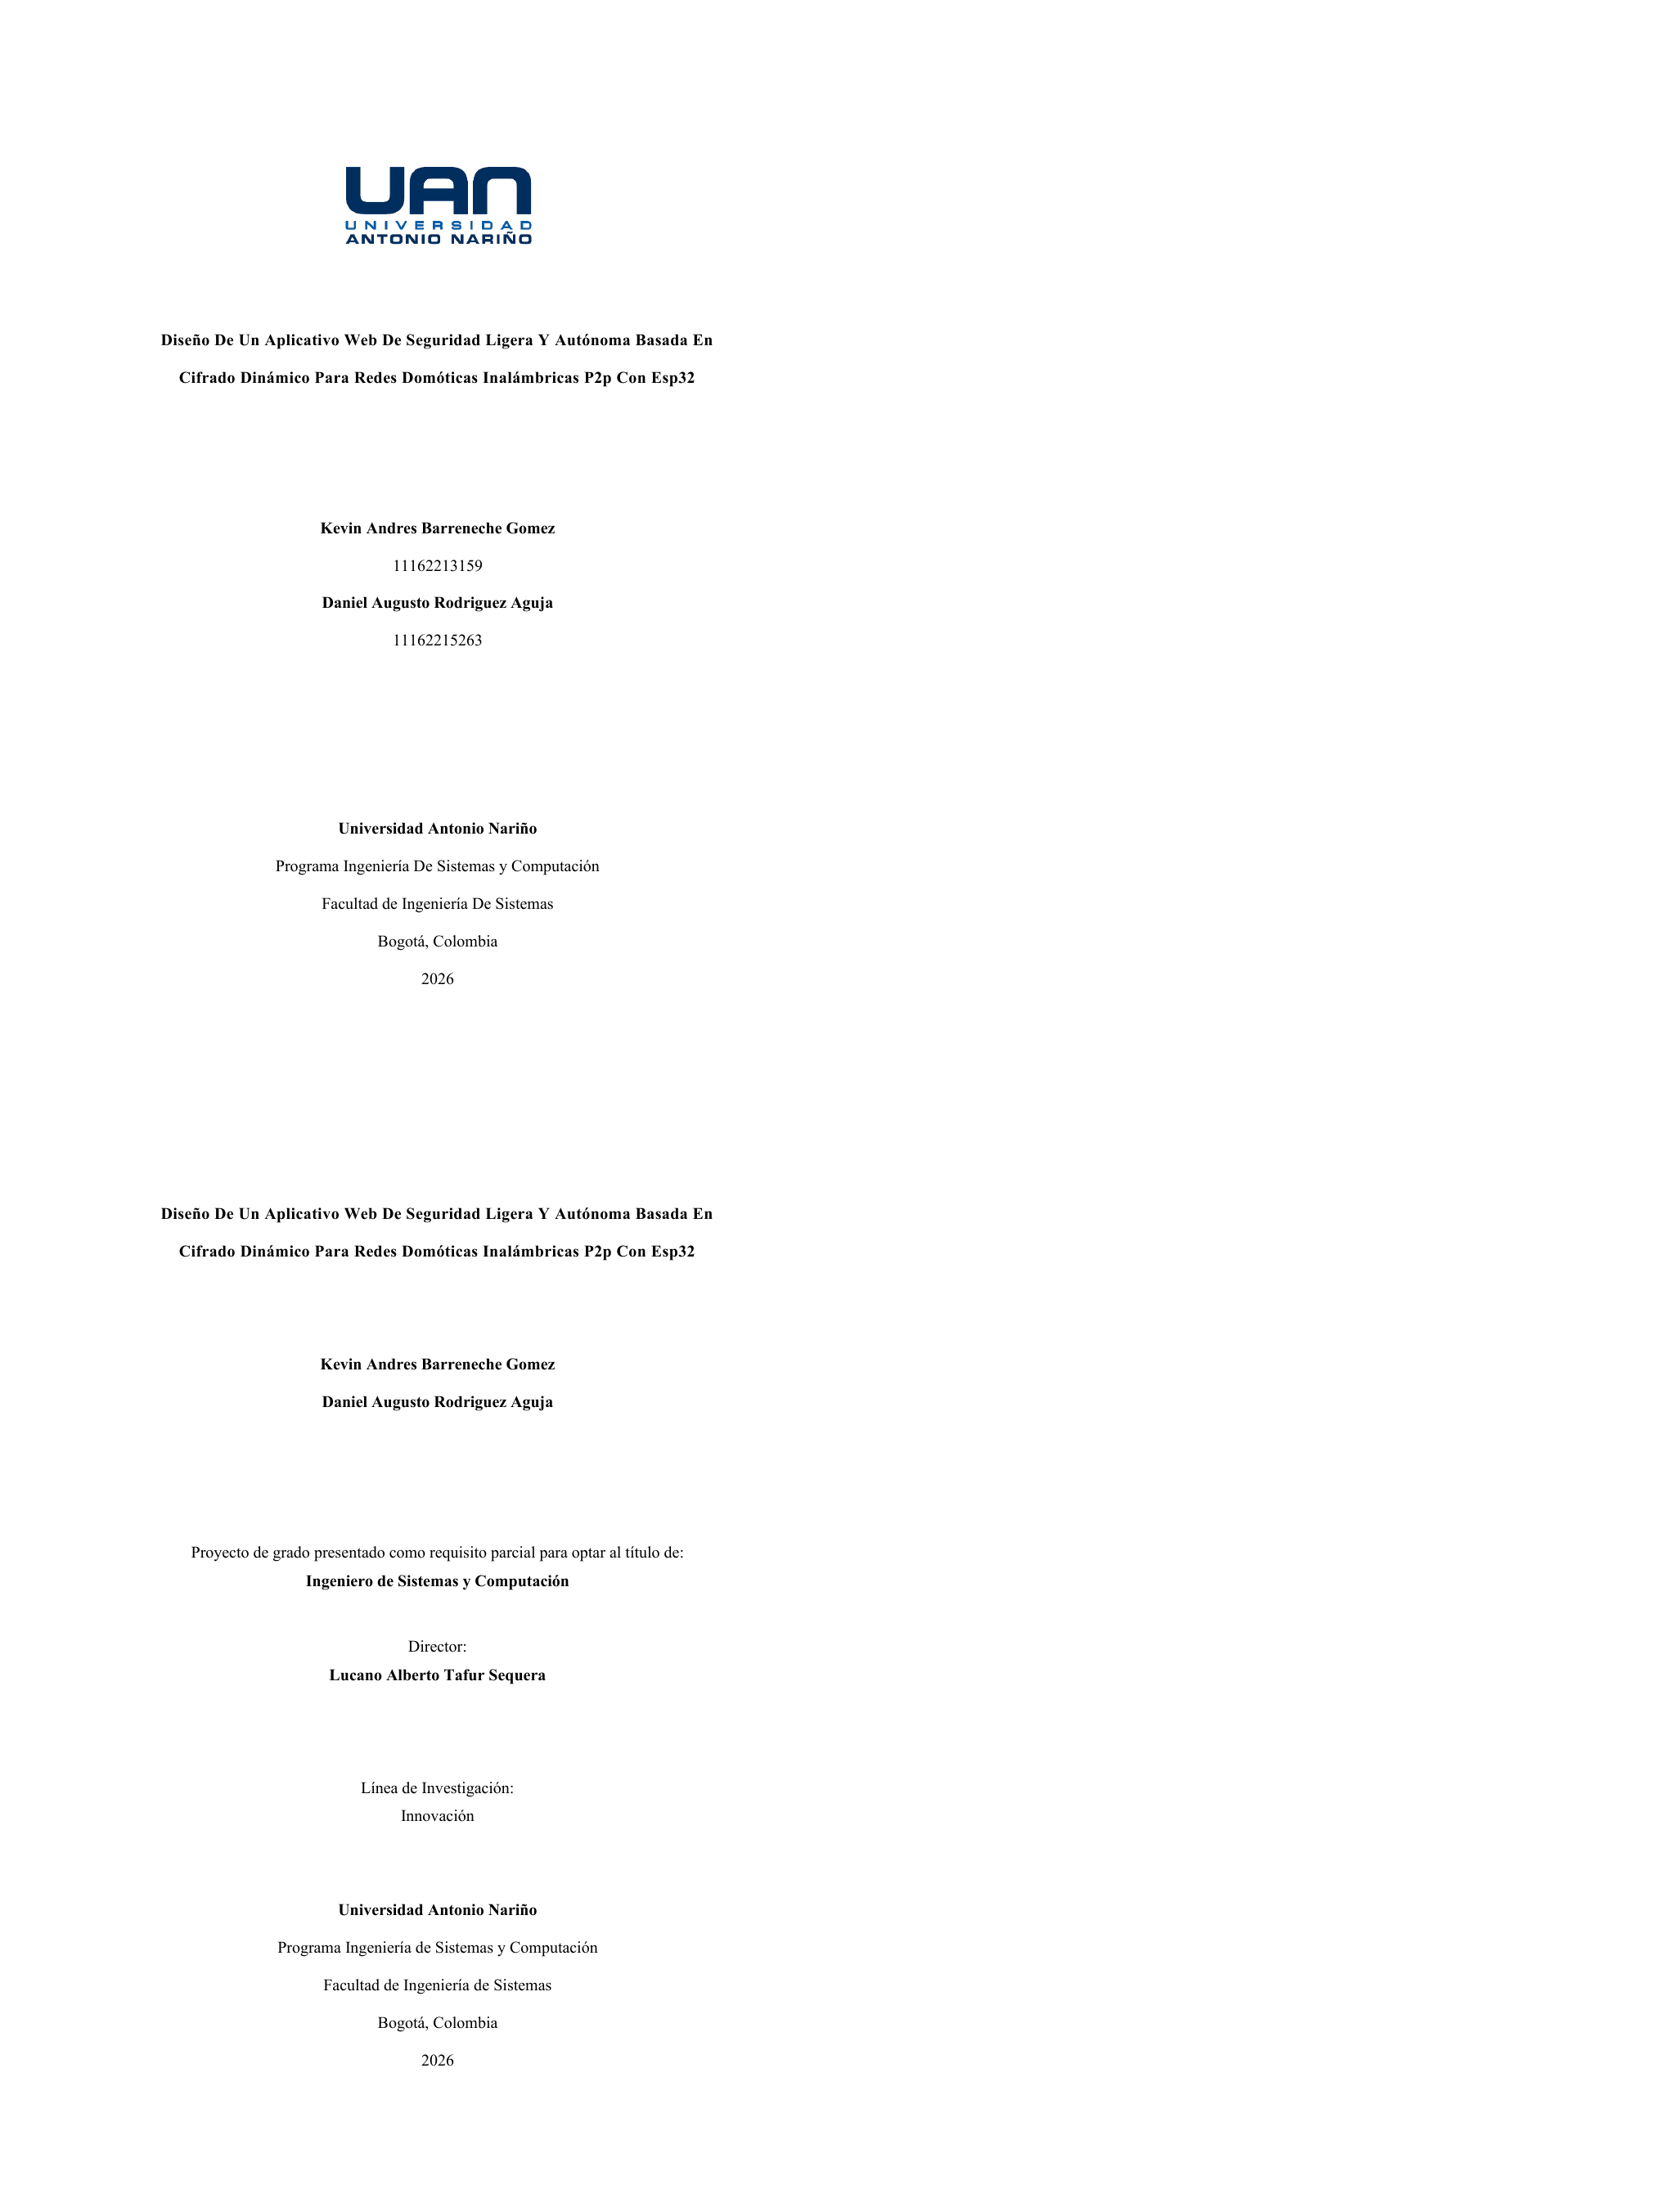 UAN
UNIVERSIDAD
ANTONIO NARIÑO
Diseño De Un Aplicativo Web De Seguridad Ligera Y Autónoma Basada En
Cifrado Dinámico Para Redes Domóticas Inalámbricas P2p Con Esp32
Kevin Andres Barreneche Gomez
11162213159
Daniel Augusto Rodriguez Aguja
11162215263
Universidad Antonio Nariño
Programa Ingeniería De Sistemas y Computación
Facultad de Ingeniería De Sistemas
Bogotá, Colombia
2026
Diseño De Un Aplicativo Web De Seguridad Ligera Y Autónoma Basada En
Cifrado Dinámico Para Redes Domóticas Inalámbricas P2p Con Esp32
Kevin Andres Barreneche Gomez
Daniel Augusto Rodriguez Aguja
Proyecto de grado presentado como requisito parcial para optar al título de:
Ingeniero de Sistemas y Computación
Director:
Lucano Alberto Tafur Sequera
Línea de Investigación:
Innovación
Universidad Antonio Nariño
Programa Ingeniería de Sistemas y Computación
Facultad de Ingeniería de Sistemas
Bogotá, Colombia
2026